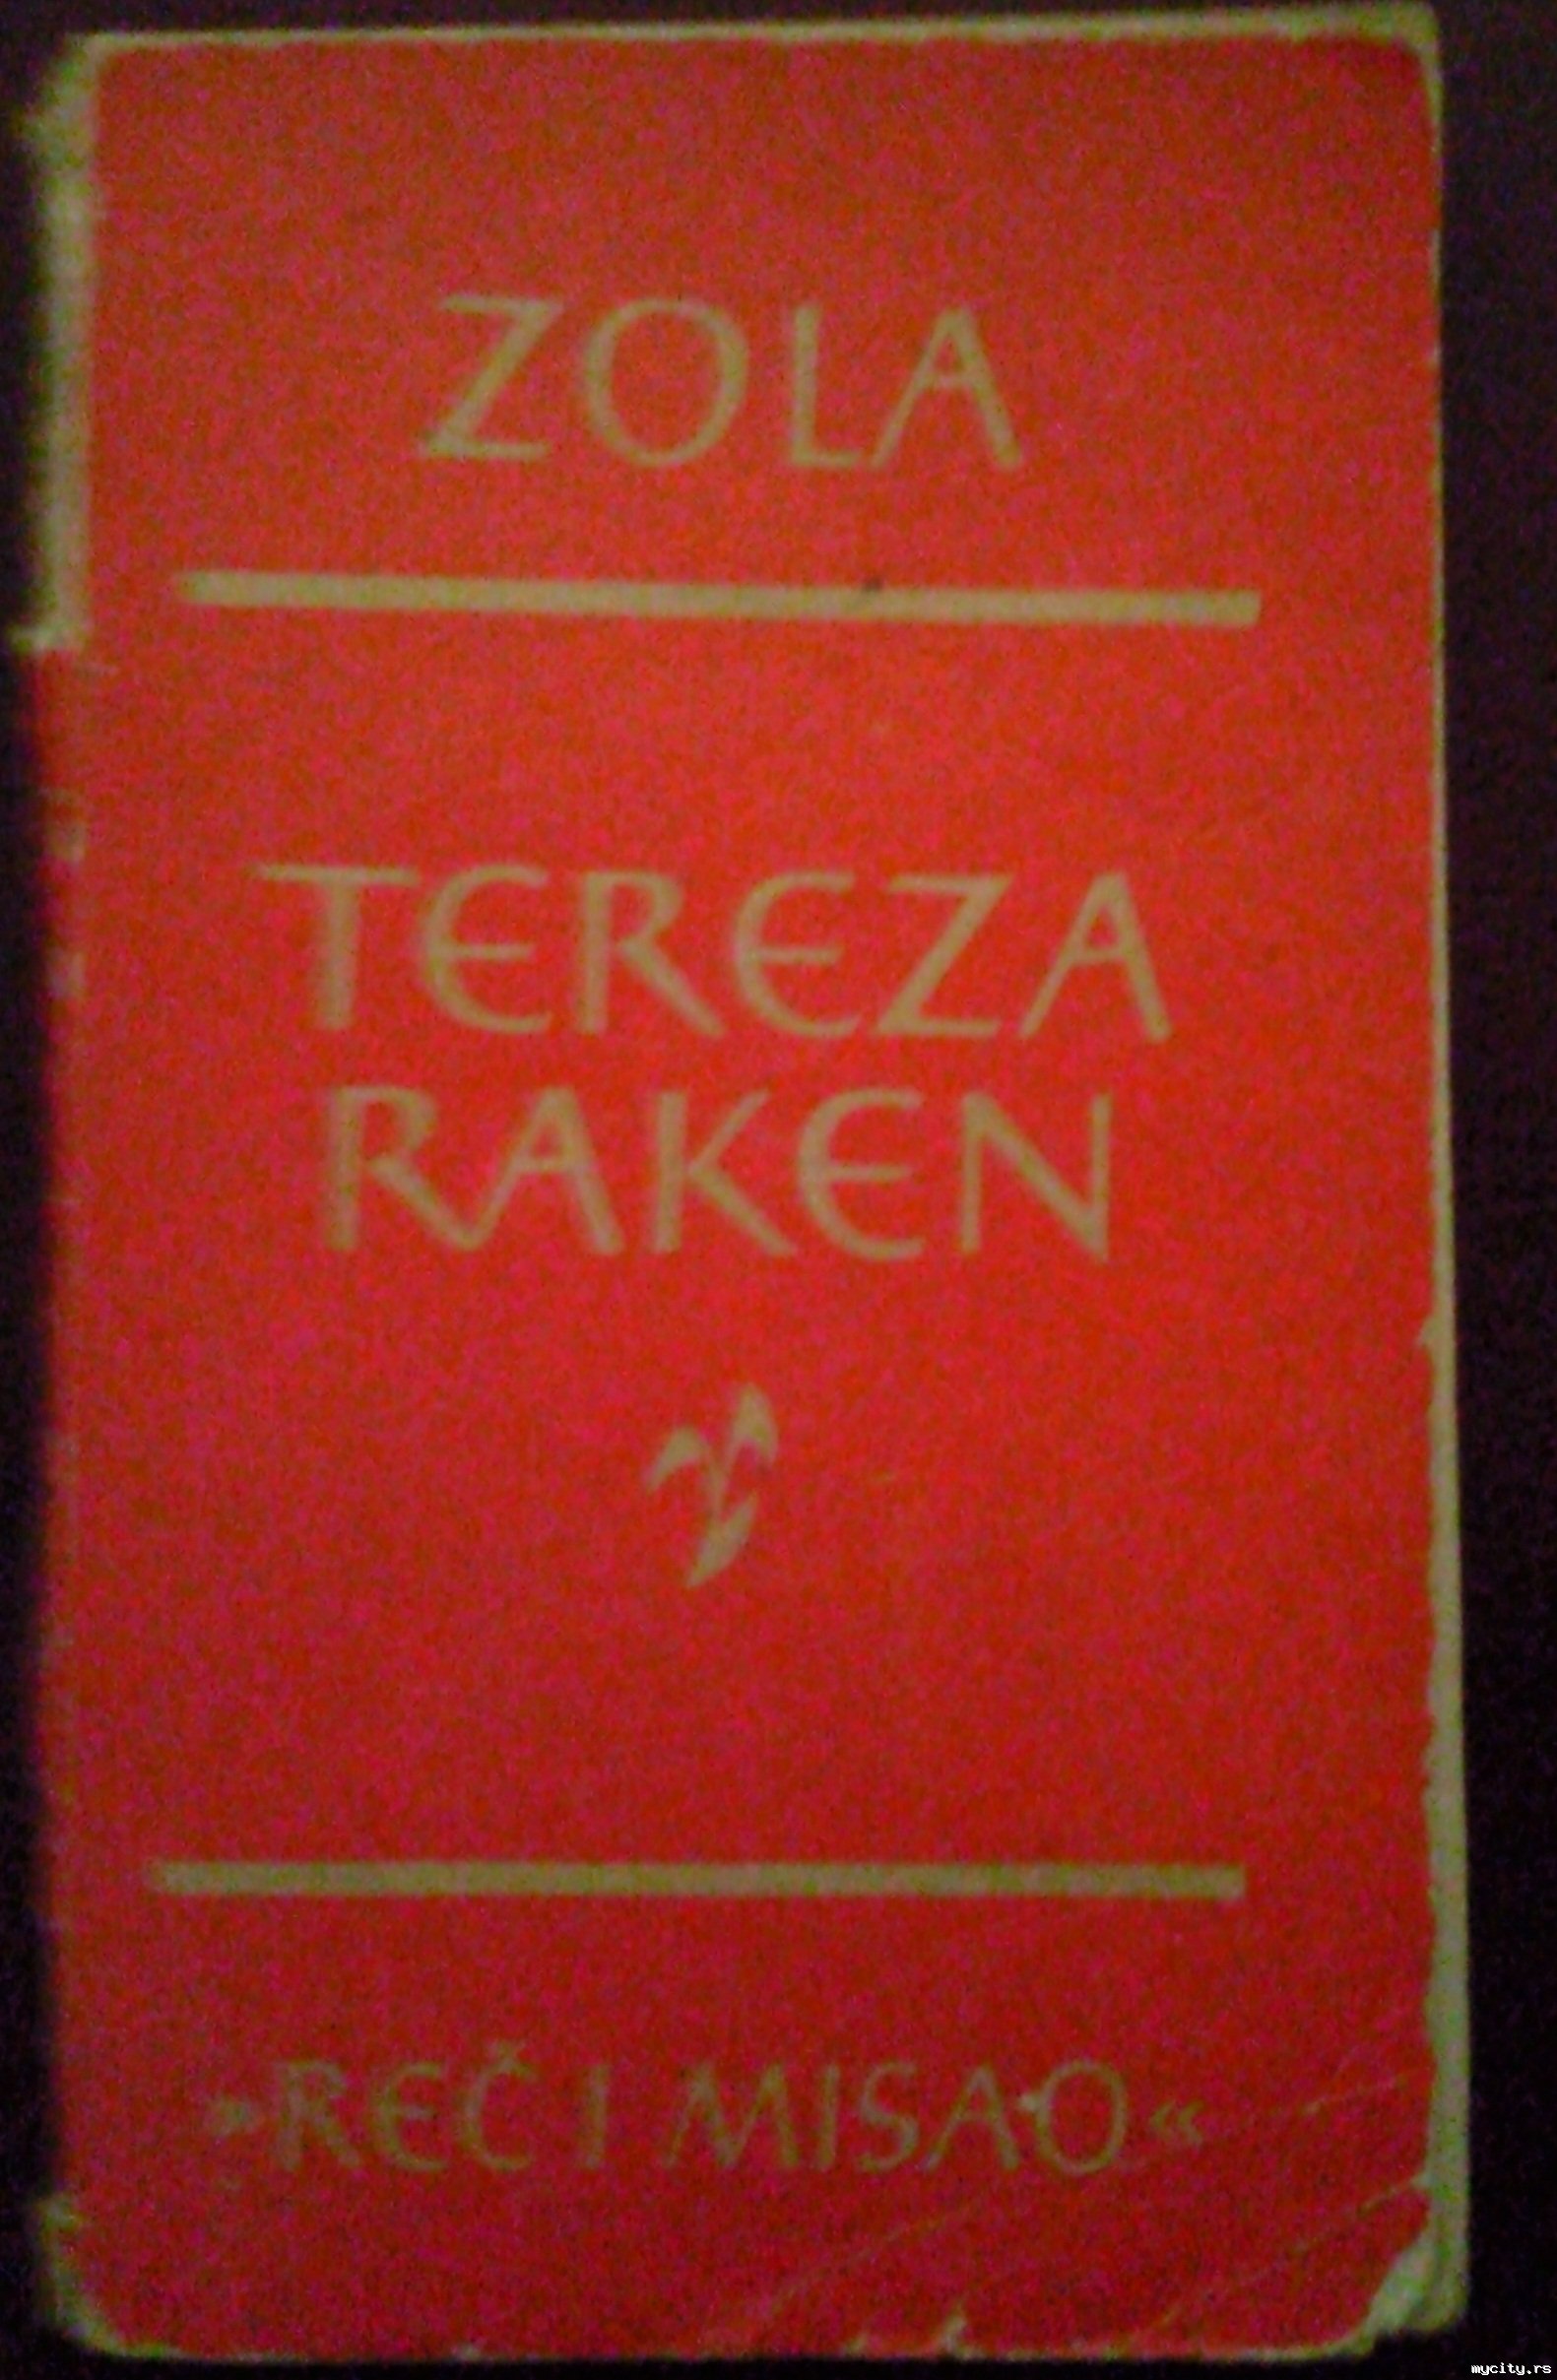 ZOLA
TEREZA
RAKEN
»REČ I MISAO«
mycity.rs